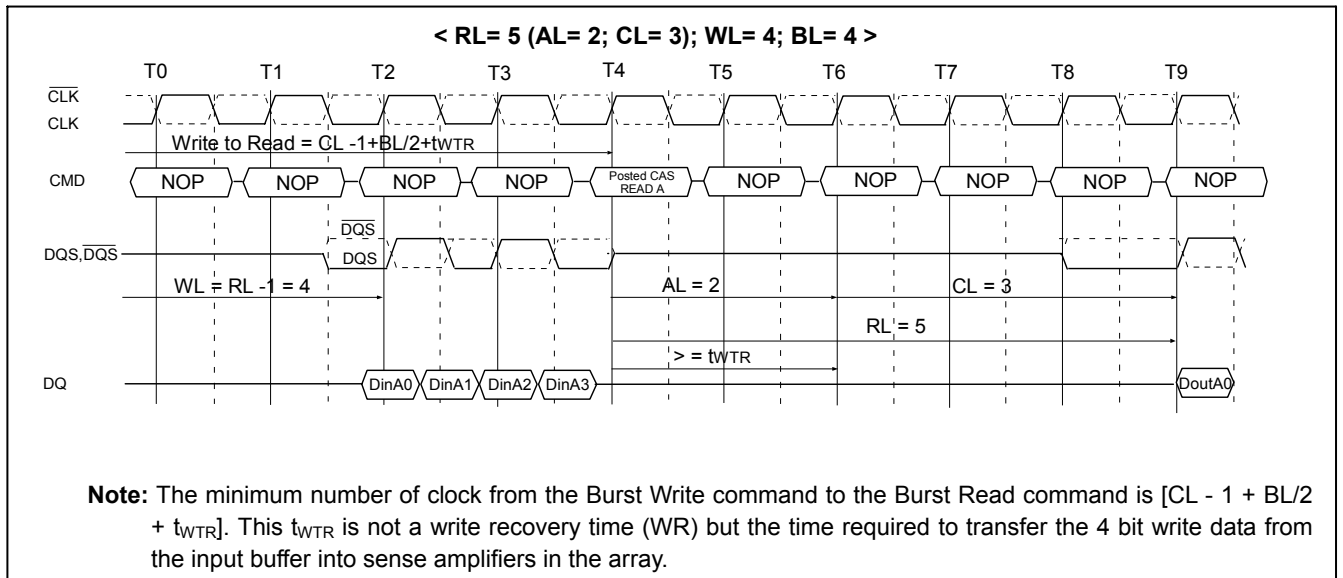 < RL= 5 (AL= 2; CL= 3); WL= 4; BL= 4 >
T0 T1 T2 T3 T4 T5 T6 T7 T8 T9
CLK
CLK
Write to Read = CL -1+BL/2+tWTR
CMD NOP NOP NOP NOP Posted CAS READ A NOP NOP NOP NOP NOP
DQS
DQS,DQS DQS
WL = RL -1 = 4 AL = 2 CL = 3
RL = 5
> = tWTR
DQ DinA0 DinA1 DinA2 DinA3 DoutA0
Note: The minimum number of clock from the Burst Write command to the Burst Read command is [CL - 1 + BL/2
+ tWTR]. This tWTR is not a write recovery time (WR) but the time required to transfer the 4 bit write data from
the input buffer into sense amplifiers in the array.